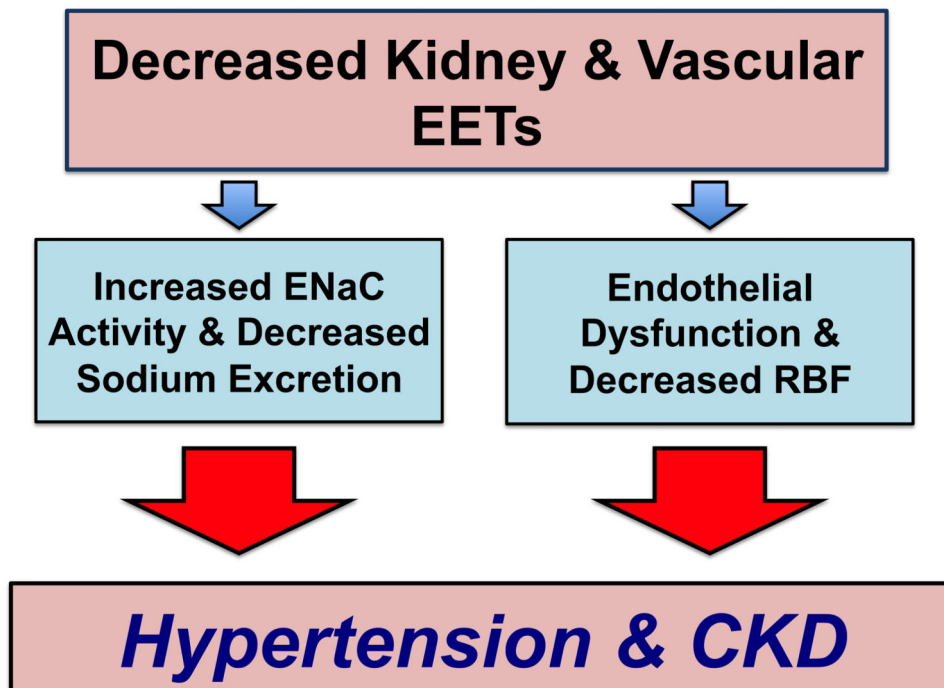 Decreased Kidney & Vascular
EETs
Increased ENaC
Activity & Decreased
Sodium Excretion
Endothelial
Dysfunction &
Decreased RBF
Hypertension & CKD